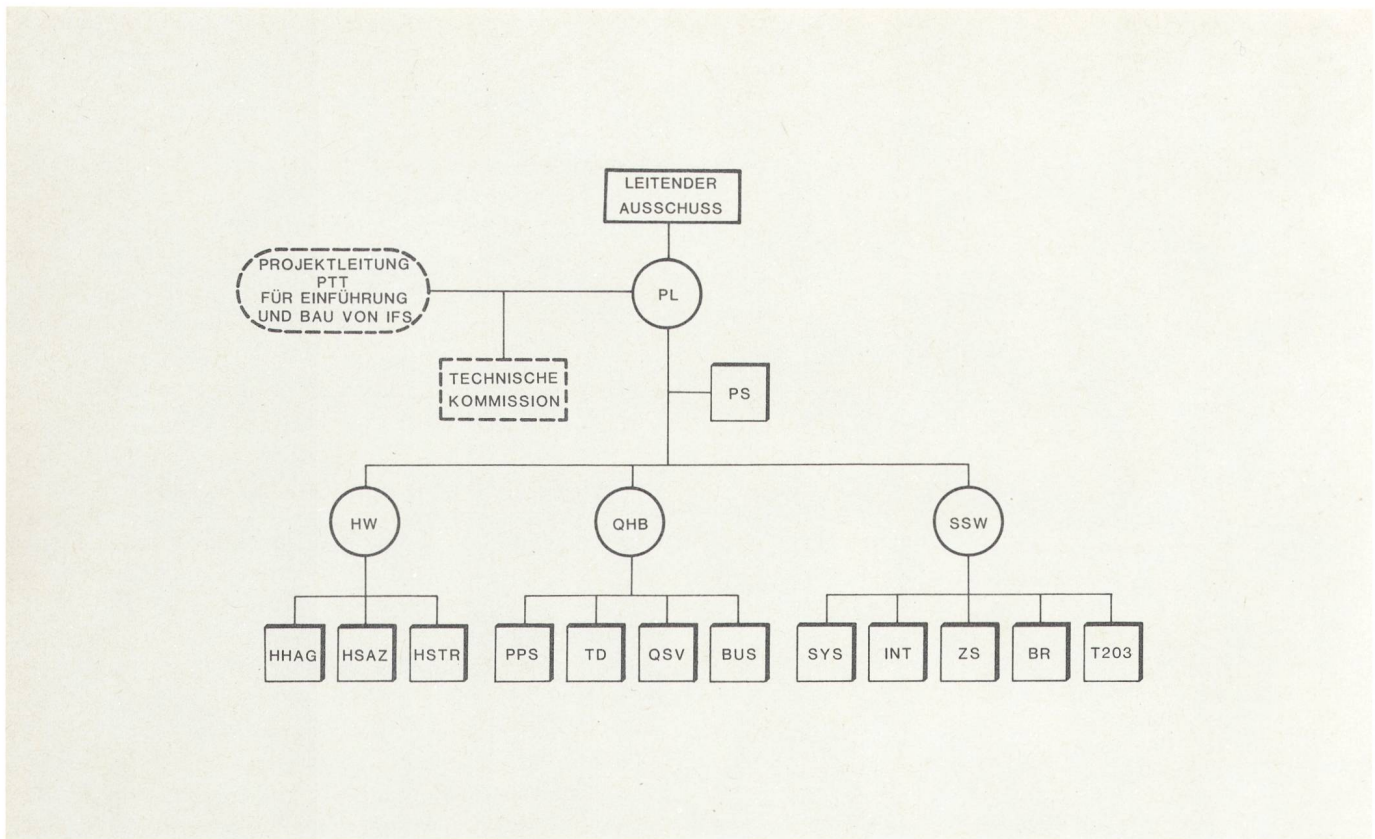 LEITENDER
AUSSCHUSS
PROJEKTLEITUNG
PTT
FÜR EINFÜHRUNG
UND BAU VON IFS
PL
TECHNISCHE
KOMMISSION
PS
HW
QHB
SSW
HHAG
HSAZ
HSTR
PPS
TD
QSV
BUS
SYS
INT
ZS
BR
T203